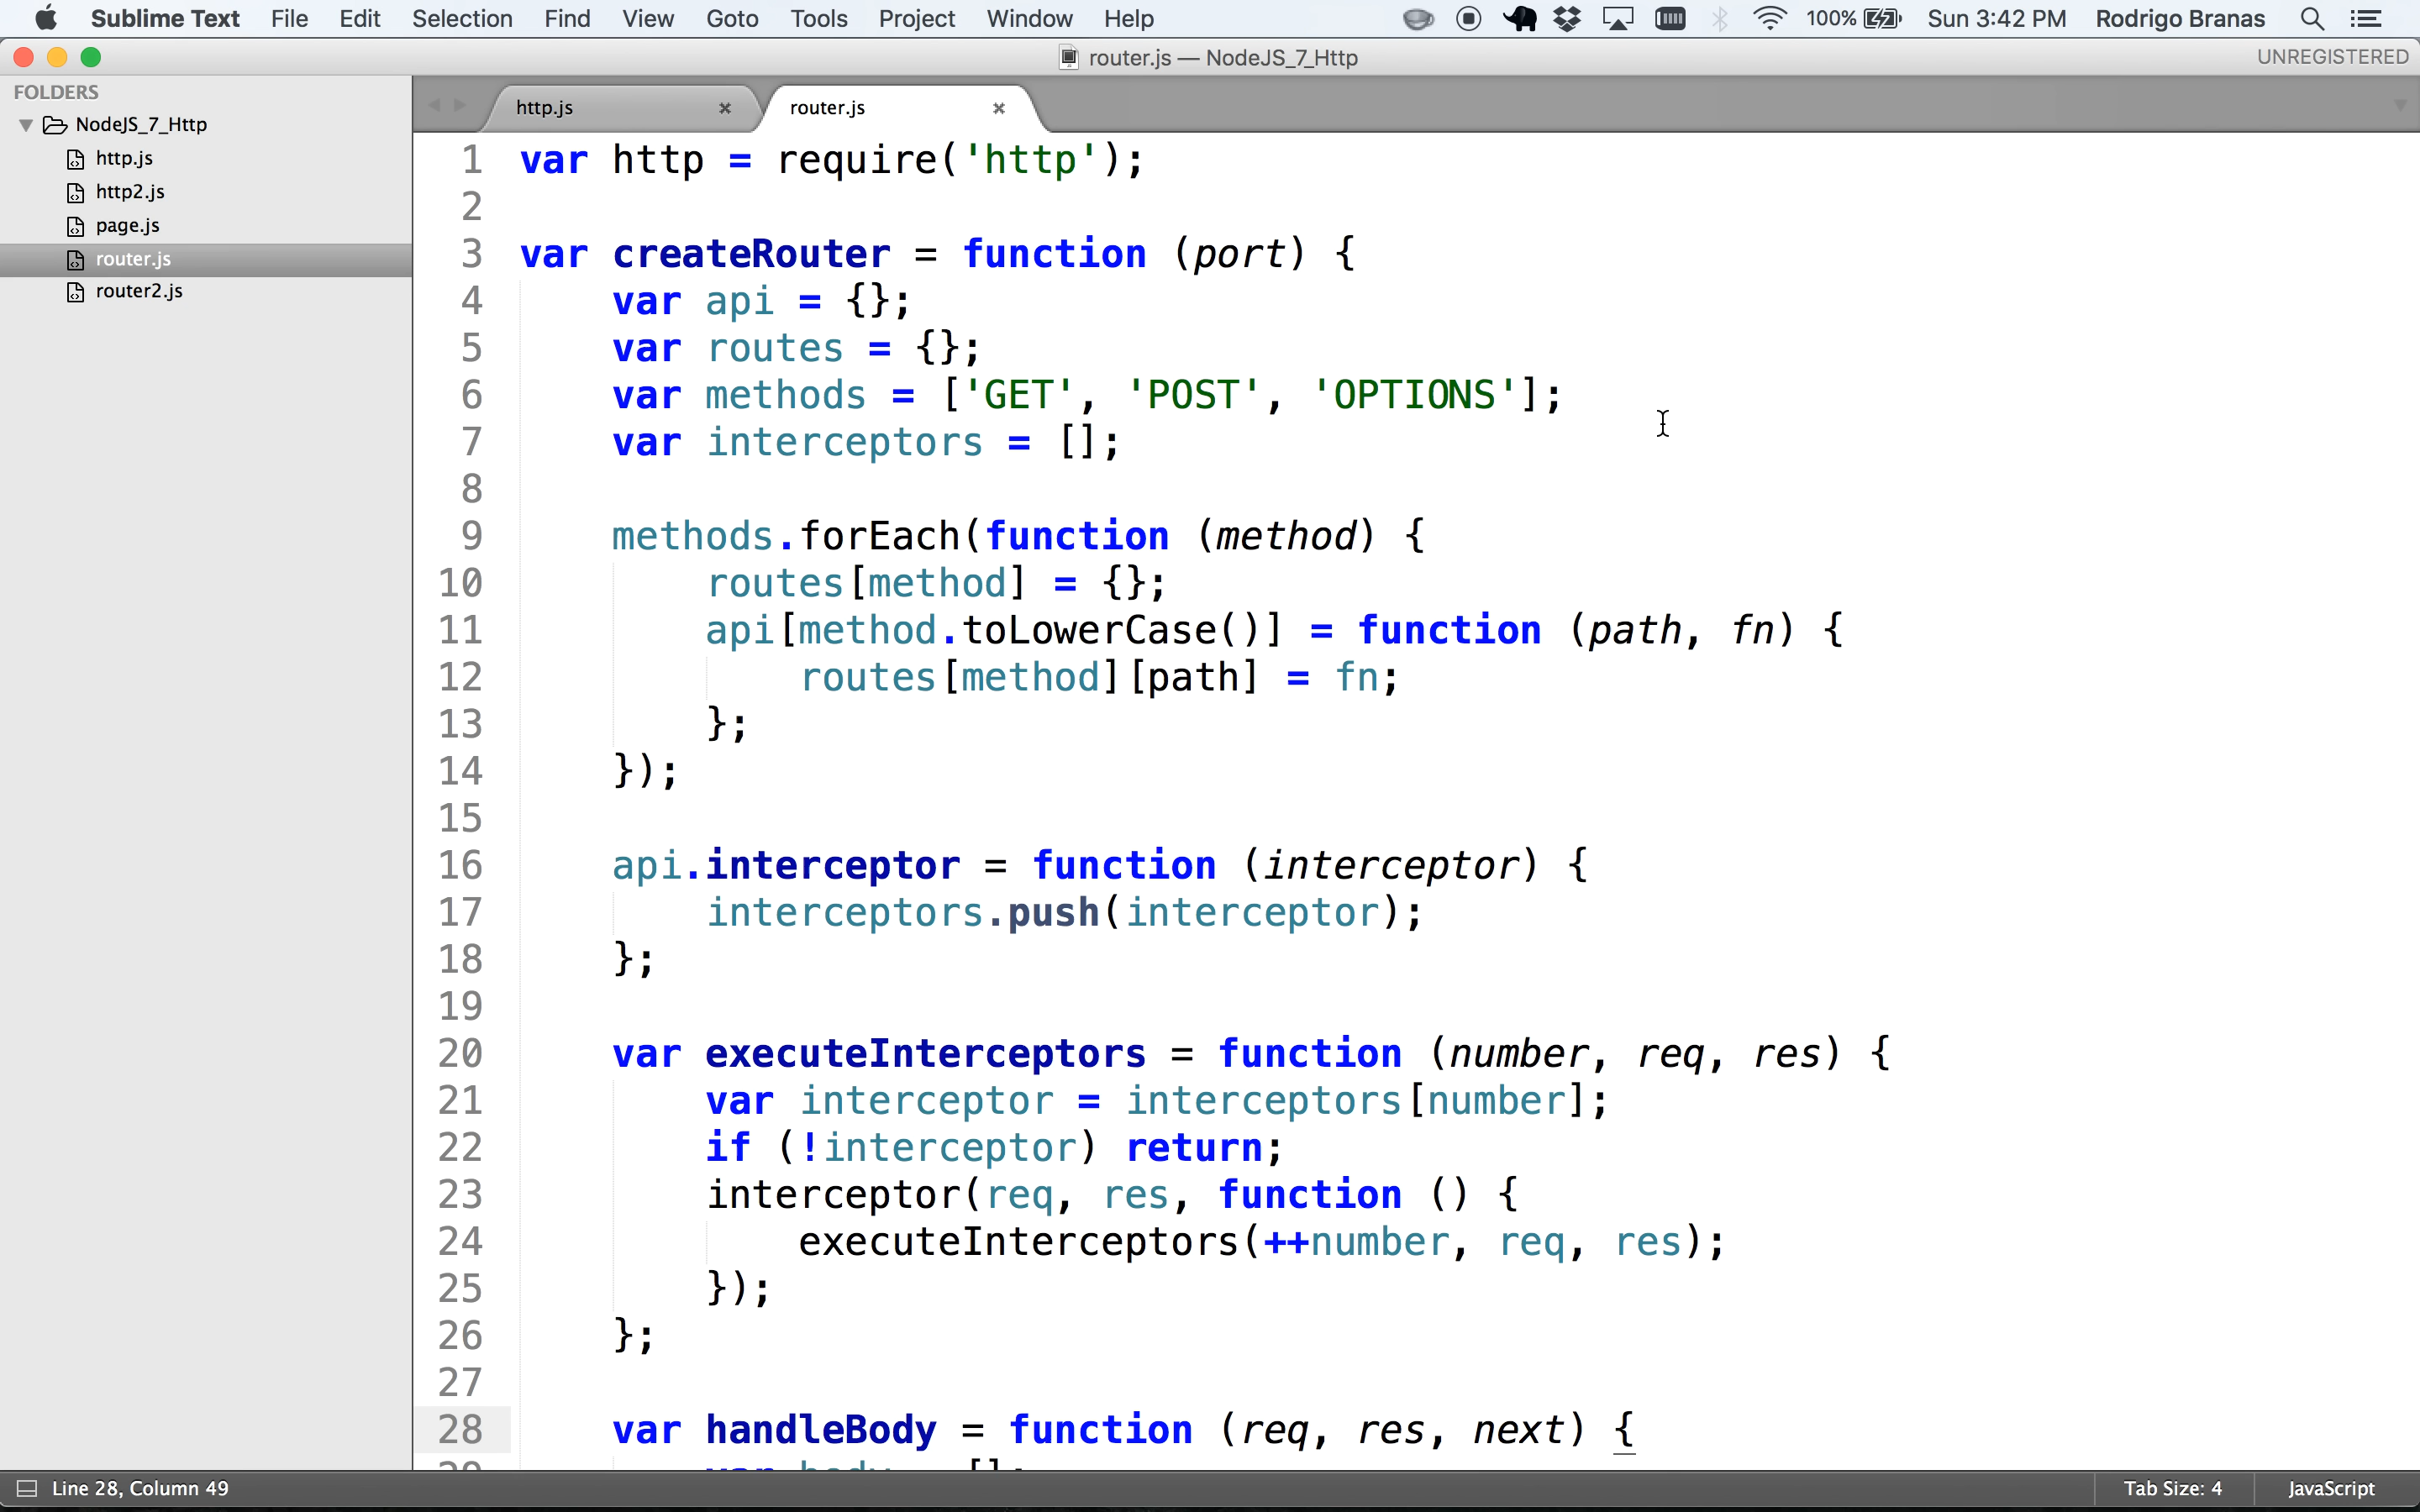 Sublime Text File Edit Selection Find View Goto Tools Project Window Help 100% Sun 3:42 PM Rodrigo Branas
router.js — NodeJS_7_Http UNREGISTERED
FOLDERS
NodeJS_7_Http
http.js
http2.js
page.js
router.js
router2.js
http.js router.js
1 var http = require('http');
2
3 var createRouter = function (port) {
4 var api = {};
5 var routes = {};
6 var methods = ['GET', 'POST', 'OPTIONS'];
7 var interceptors = [];
8
9 methods.forEach(function (method) {
10 routes[method] = {};
11 api[method.toLowerCase()] = function (path, fn) {
12 routes[method][path] = fn;
13 };
14 });
15
16 api.interceptor = function (interceptor) {
17 interceptors.push(interceptor);
18 };
19
20 var executeInterceptors = function (number, req, res) {
21 var interceptor = interceptors[number];
22 if (!interceptor) return;
23 interceptor(req, res, function () {
24 executeInterceptors(++number, req, res);
25 });
26 };
27
28 var handleBody = function (req, res, next) {
Line 28, Column 49 Tab Size: 4 JavaScript